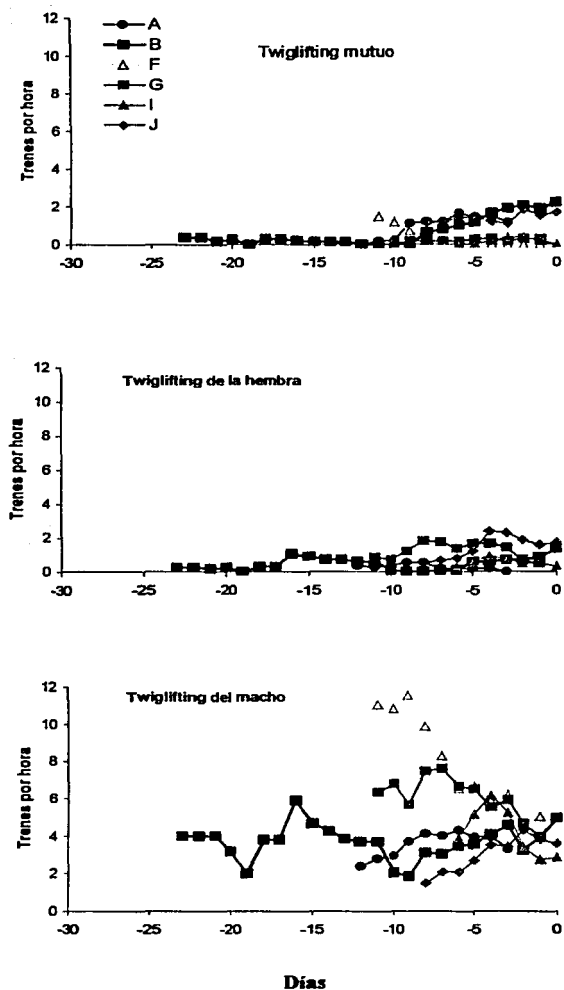 Twiglifting mutuo
A
B
F
G
I
J
Trenes por hora
12
10
8
6
4
2
0
-30 -25 -20 -15 -10 -5 0
Twiglifting de la hembra
Trenes por hora
12
10
8
6
4
2
0
-30 -25 -20 -15 -10 -5 0
Twiglifting del macho
Trenes por hora
12
10
8
6
4
2
0
-30 -25 -20 -15 -10 -5 0
Días